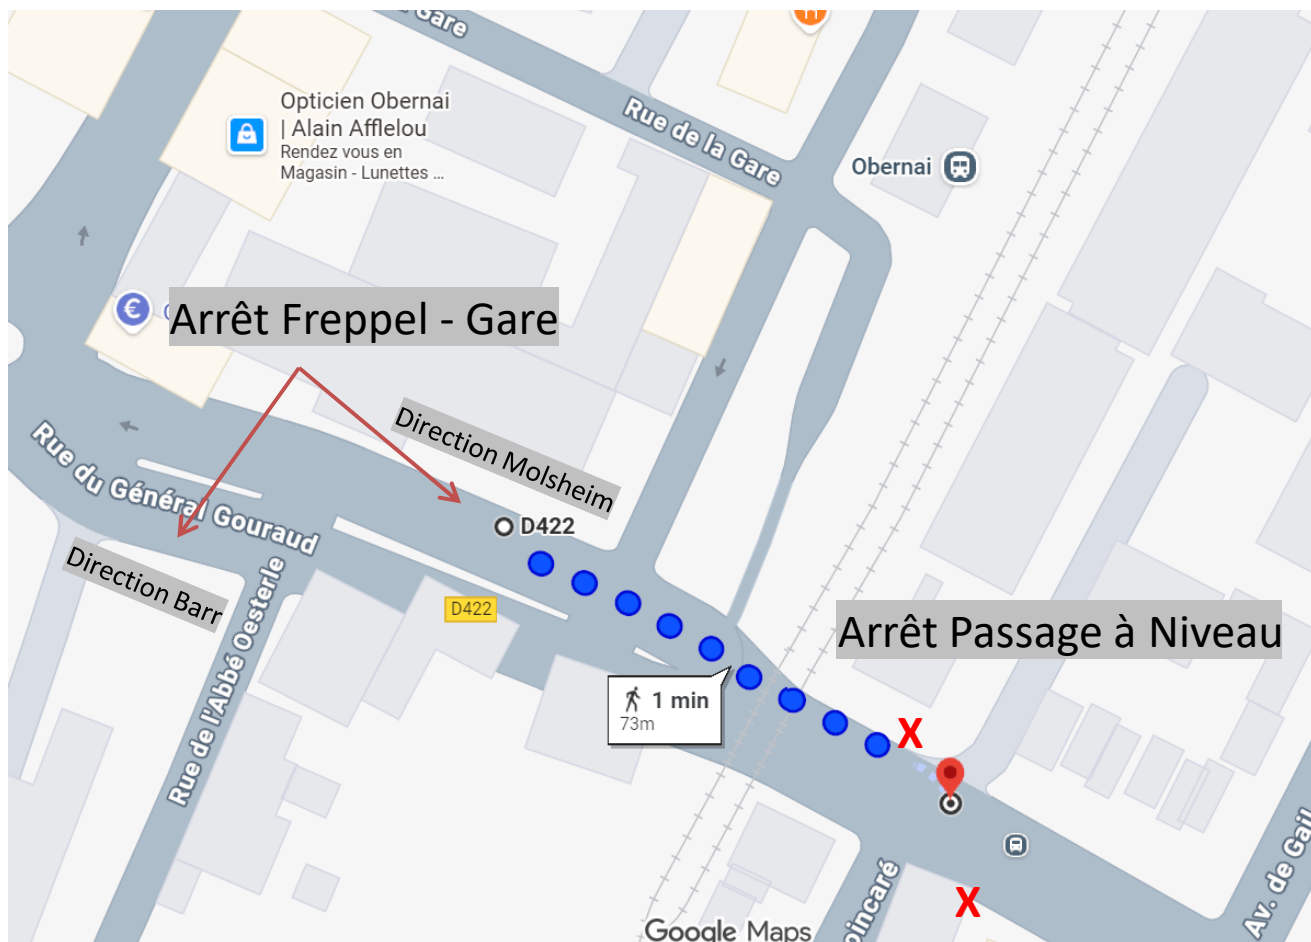 Gare
Opticien Obernai
| Alain Afflelou
Rendez vous en
Magasin - Lunettes ...
Rue de la Gare
Obernai
€
Arrêt Freppel - Gare
Direction Molsheim
Rue du Général Gouraud
D422
Direction Barr
D422
Rue de l'Abbé Oesterle
Arrêt Passage à Niveau
1 min
73m
X
X
oincaré
Av. de Gail
Google Maps